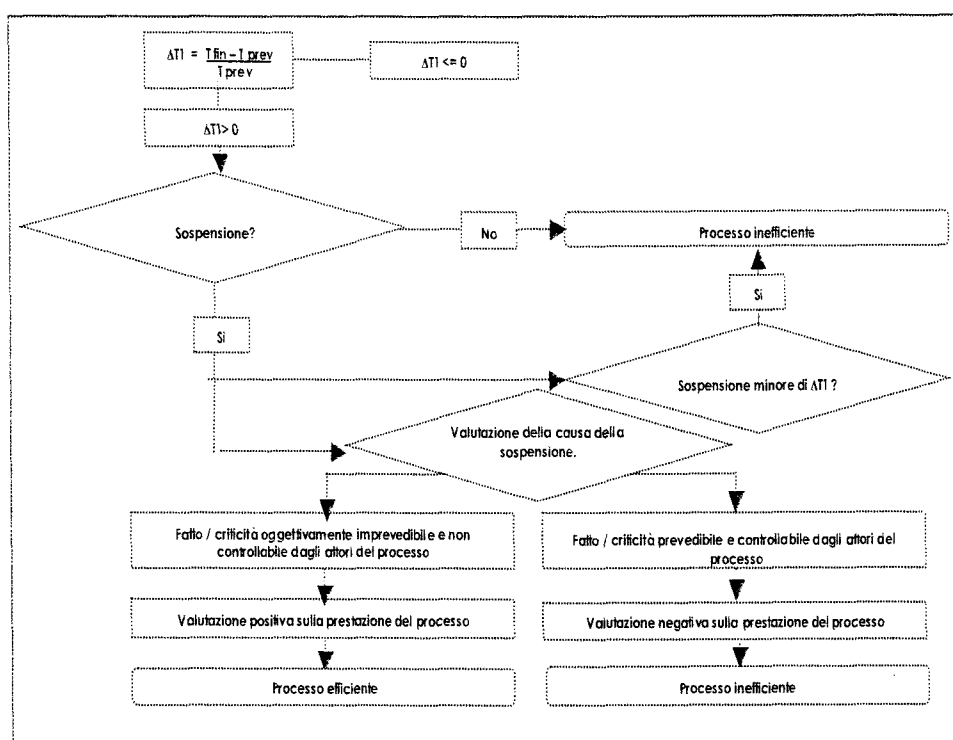 ΔT1 = Tfin – T prev
T prev
ΔT1 <= 0
ΔT1> 0
Sospensione?
No
Processo inefficiente
Si
Si
Sospensione minore di ΔT1 ?
Valutazione della causa della
sospensione.
Fatto / criticità oggettivamente imprevedibile e non
controllabile dagli attori del processo
Fatto / criticità prevedibile e controllabile dagli attori del
processo
Valutazione positiva sulla prestazione del processo
Valutazione negativa sulla prestazione del processo
Processo efficiente
Processo inefficiente